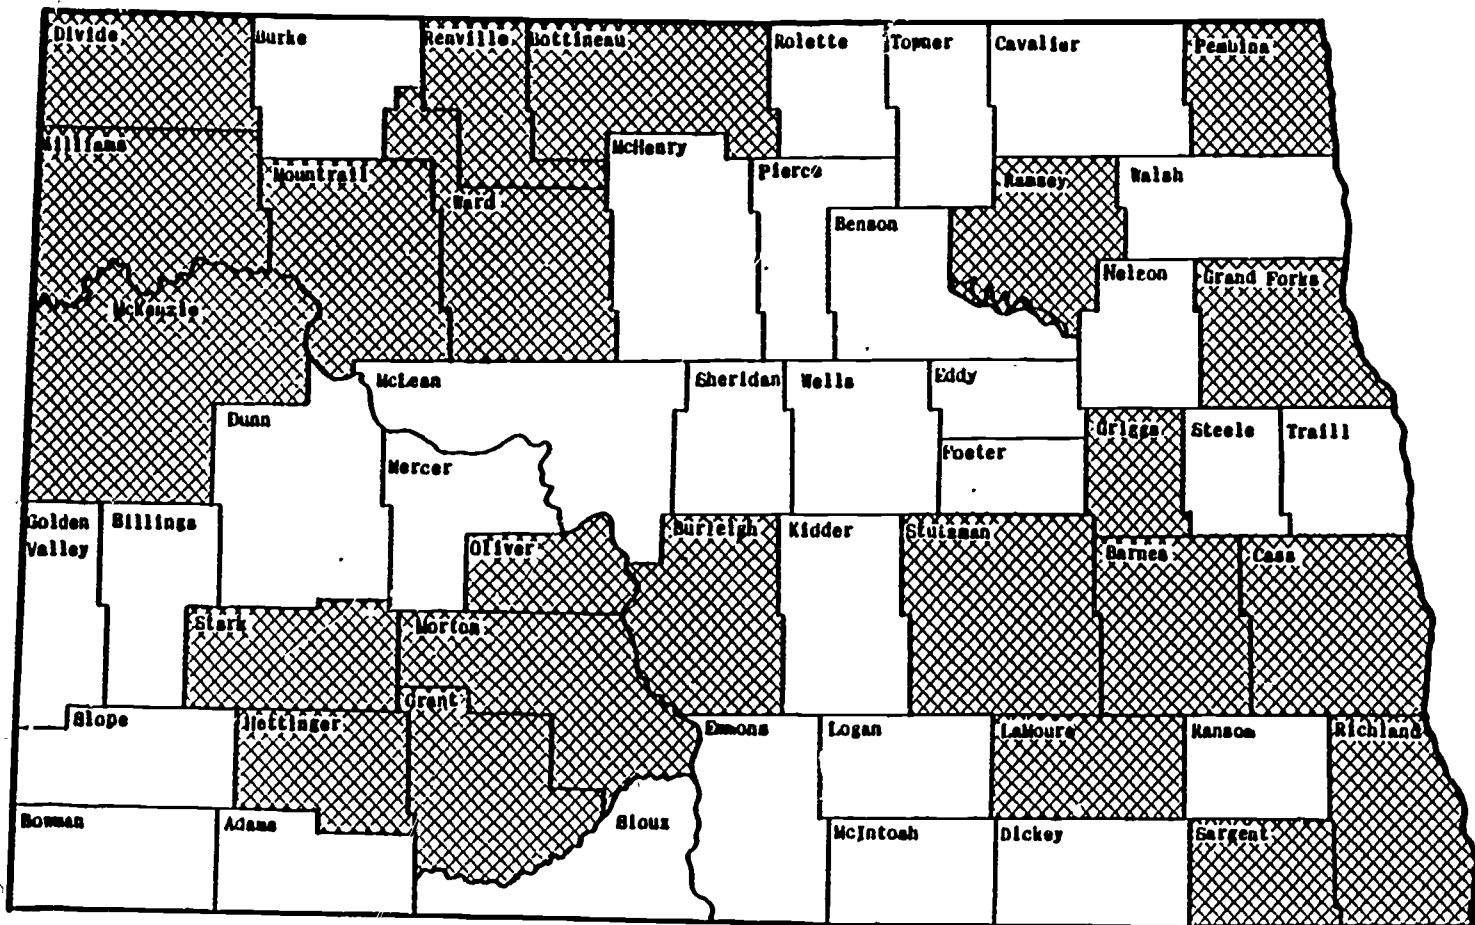 Divide
Burke
Renville
Bottineau
Rolette
Towner
Cavalier
Pembina
Williams
Mountrail
Ward
McHenry
Pierce
Benson
Ramsey
Walsh
McKenzie
Nelson
Grand Forks
McLean
Sheridan
Wells
Eddy
Dunn
Mercer
Foster
Griggs
Steele
Traill
Golden
Valley
Billings
Oliver
Burleigh
Kidder
Stutsman
Barnes
Cass
Stark
Morton
Grant
Slope
Hettinger
Emmons
Logan
LaMoure
Ransom
Richland
Bowman
Adams
Sioux
McIntosh
Dickey
Sargent